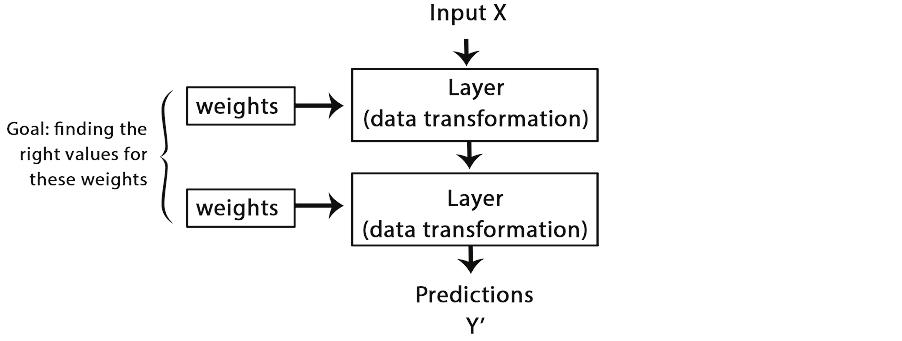 Input X
Layer
(data transformation)
weights
Goal: finding the
right values for
these weights
Layer
(data transformation)
weights
Predictions
Y’